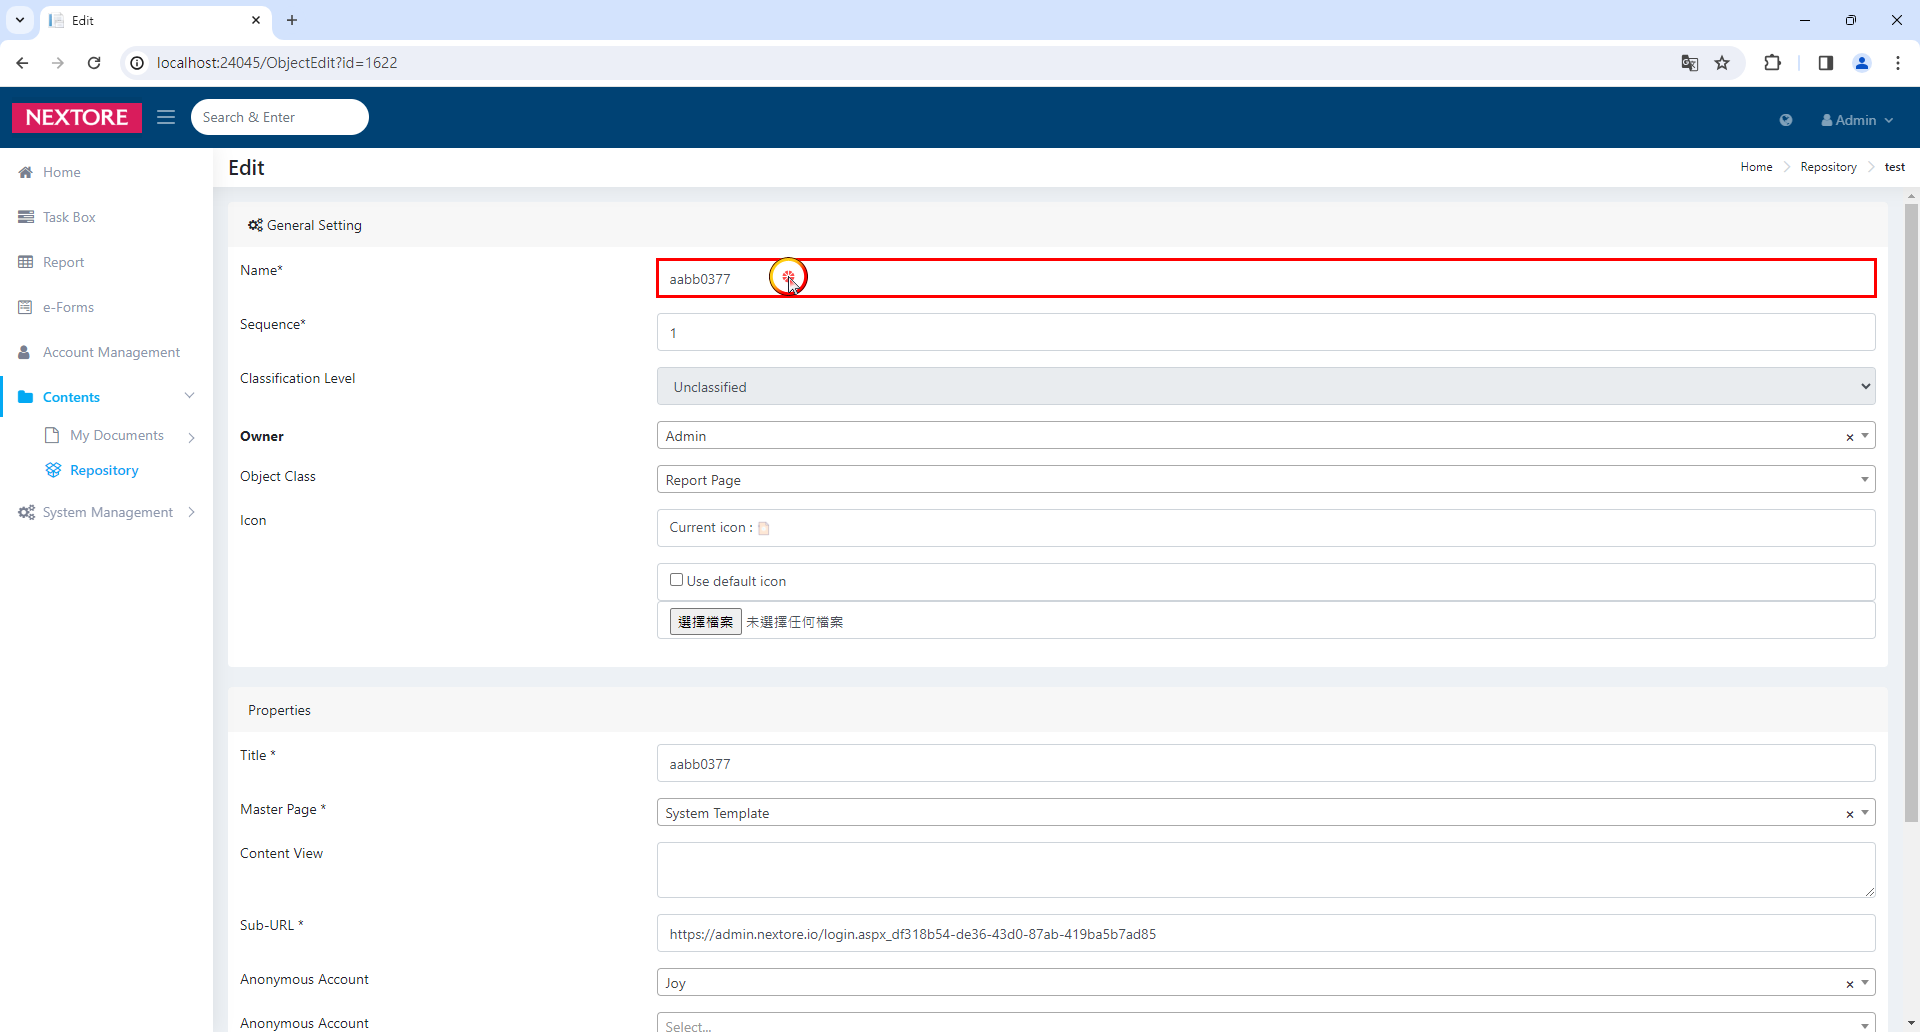 Edit
localhost:24045/ObjectEdit?id=1622
NEXTORE
Search & Enter
Admin
Home
Task Box
Report
e-Forms
Account Management
Contents
My Documents
Repository
System Management
Edit
Home
Repository
test
General Setting
Name*
aabb0377
Sequence*
1
Classification Level
Unclassified
Owner
Admin
Object Class
Report Page
Icon
Current icon :
Use default icon
選擇檔案 未選擇任何檔案
Properties
Title *
aabb0377
Master Page *
System Template
Content View
Sub-URL *
https://admin.nextore.io/login.aspx_df318b54-de36-43d0-87ab-419ba5b7ad85
Anonymous Account
Joy
Anonymous Account
Select...